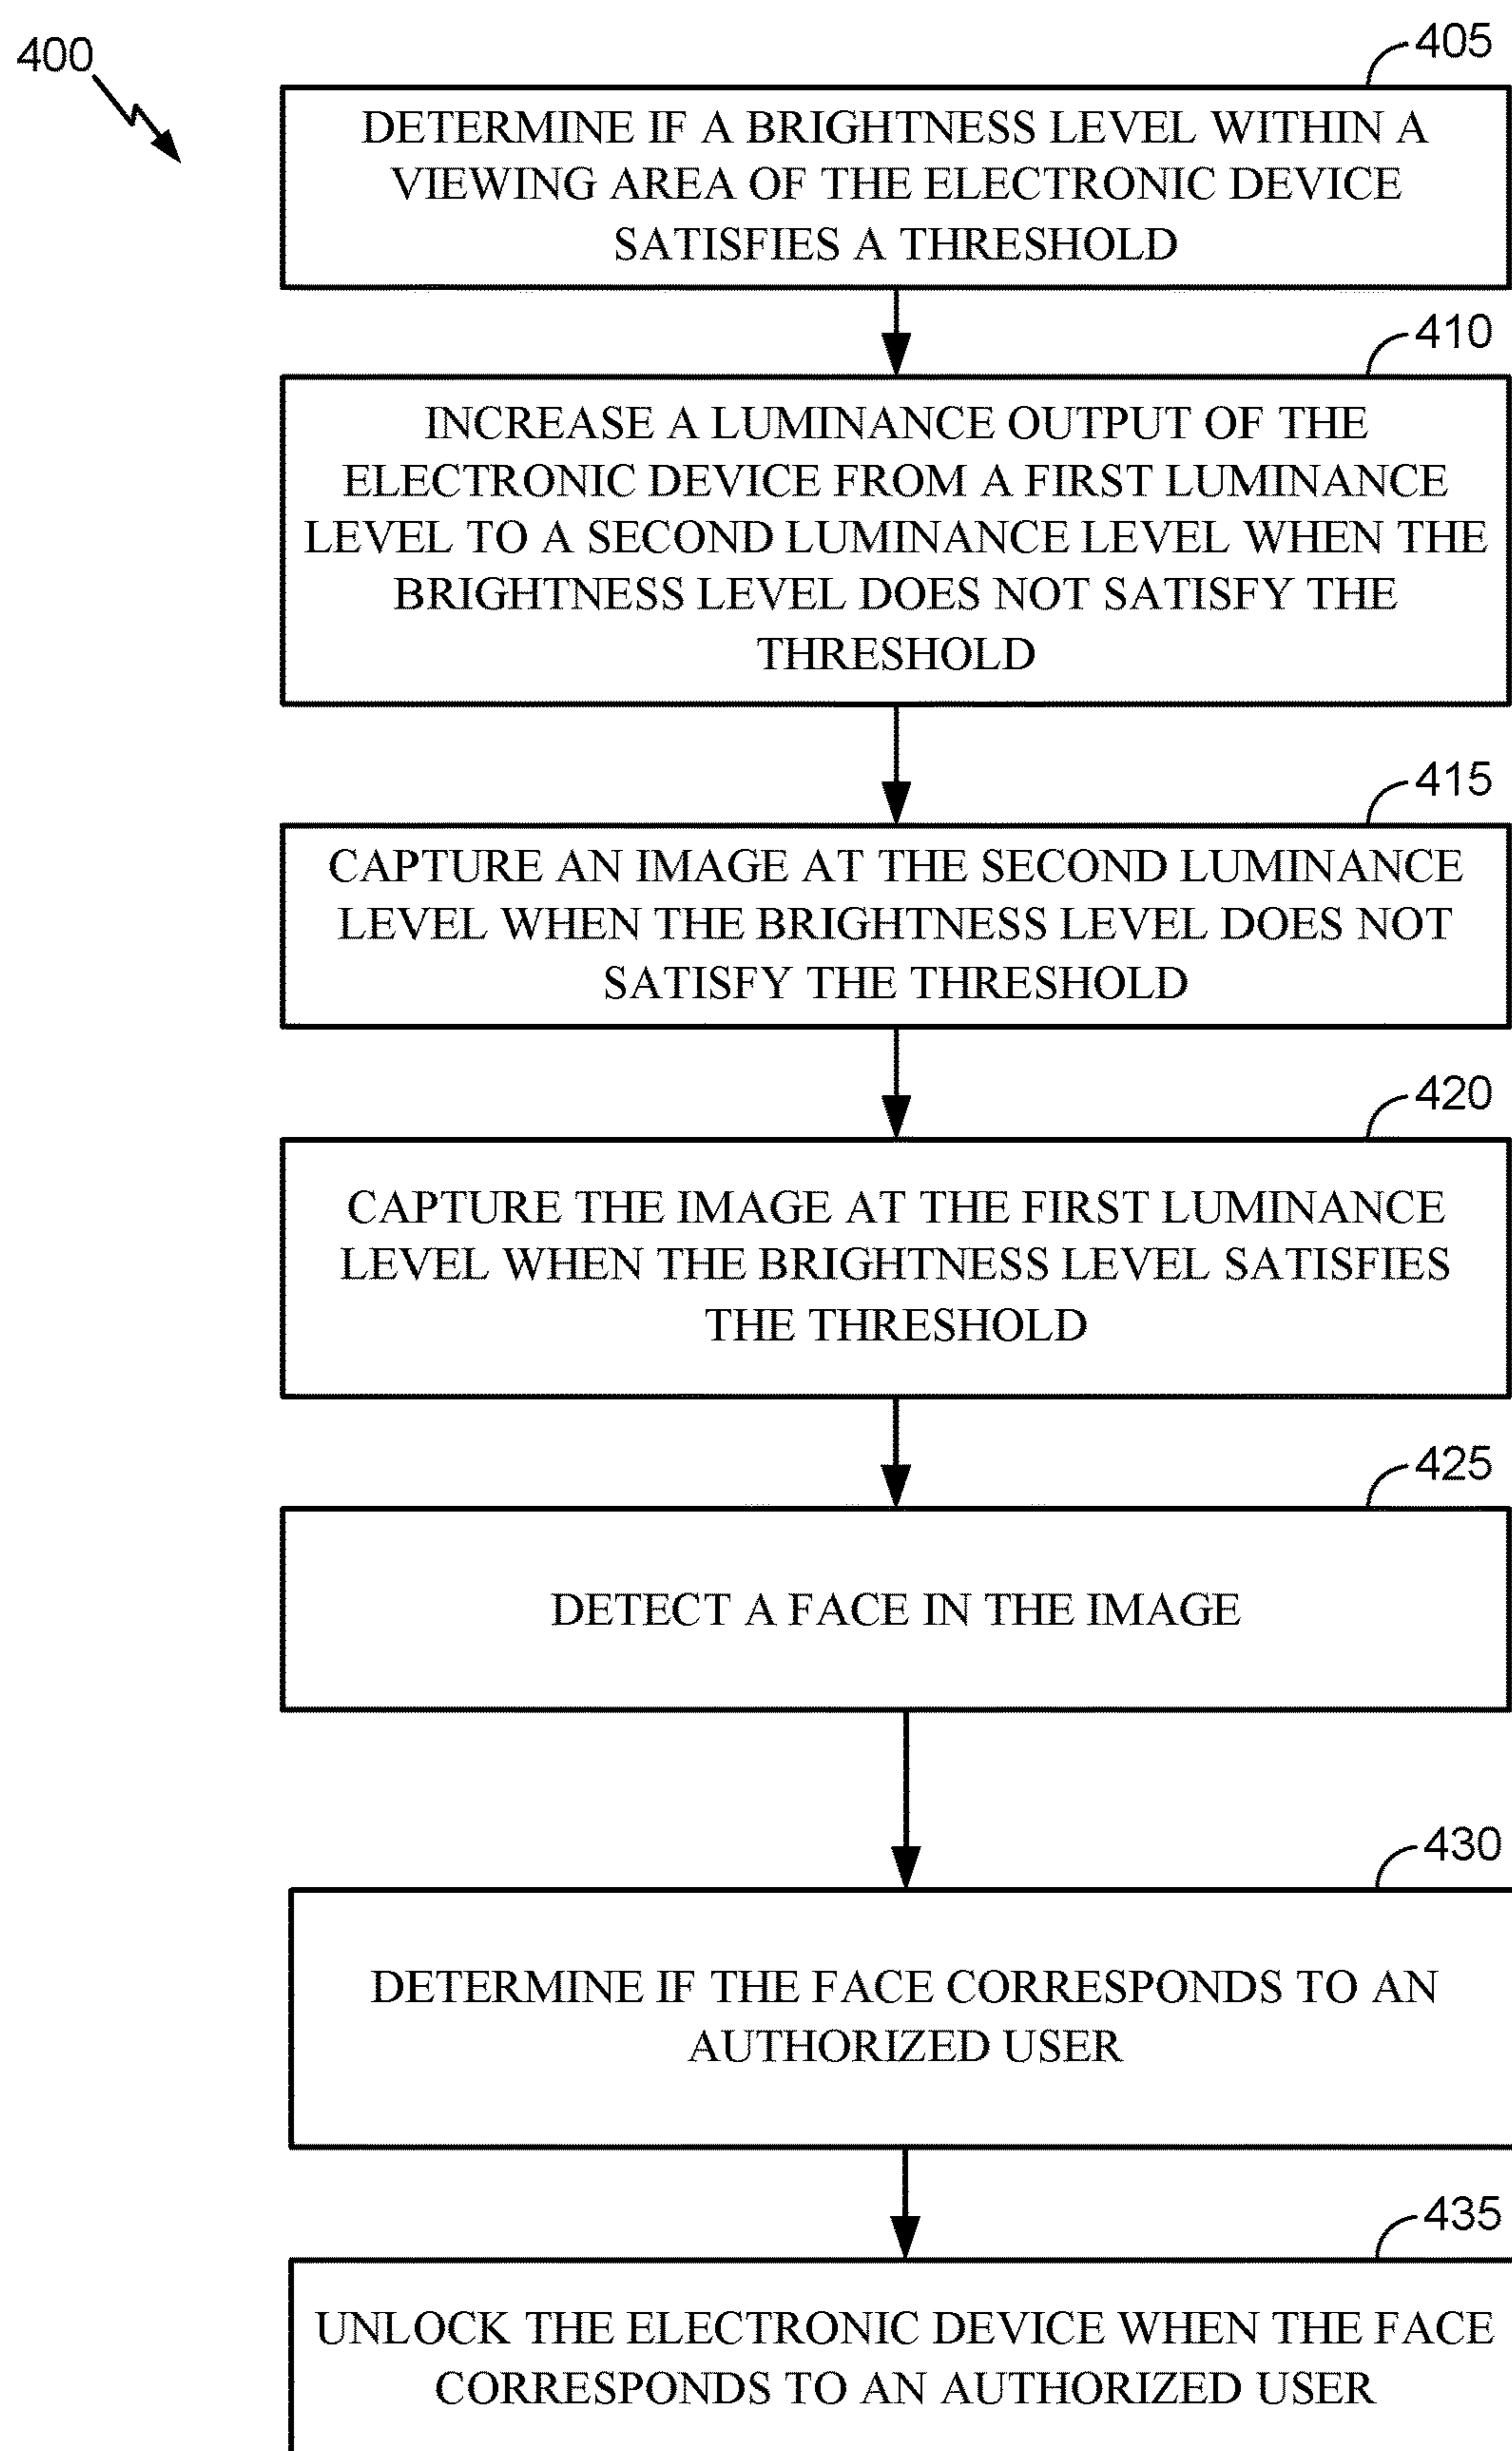 400
405
DETERMINE IF A BRIGHTNESS LEVEL WITHIN A
VIEWING AREA OF THE ELECTRONIC DEVICE
SATISFIES A THRESHOLD
410
INCREASE A LUMINANCE OUTPUT OF THE
ELECTRONIC DEVICE FROM A FIRST LUMINANCE
LEVEL TO A SECOND LUMINANCE LEVEL WHEN THE
BRIGHTNESS LEVEL DOES NOT SATISFY THE
THRESHOLD
415
CAPTURE AN IMAGE AT THE SECOND LUMINANCE
LEVEL WHEN THE BRIGHTNESS LEVEL DOES NOT
SATISFY THE THRESHOLD
420
CAPTURE THE IMAGE AT THE FIRST LUMINANCE
LEVEL WHEN THE BRIGHTNESS LEVEL SATISFIES
THE THRESHOLD
425
DETECT A FACE IN THE IMAGE
430
DETERMINE IF THE FACE CORRESPONDS TO AN
AUTHORIZED USER
435
UNLOCK THE ELECTRONIC DEVICE WHEN THE FACE
CORRESPONDS TO AN AUTHORIZED USER